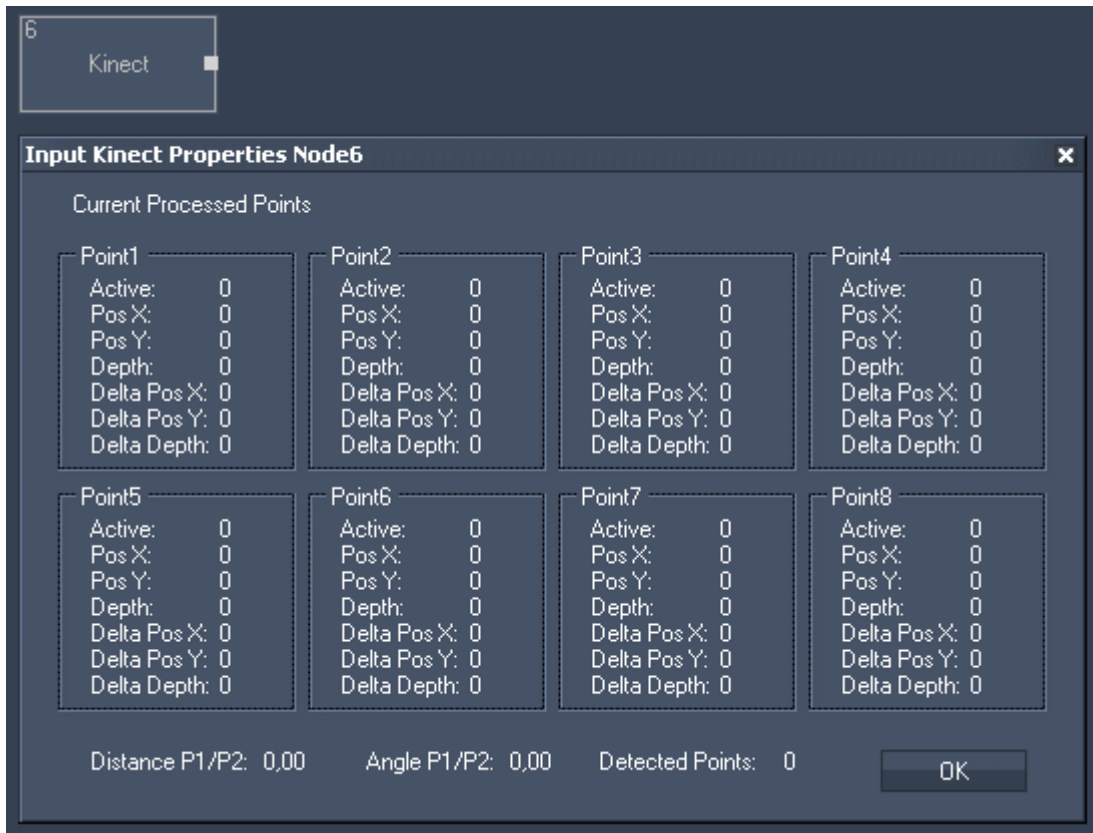 6
Kinect
Input Kinect Properties Node6
Current Processed Points
Point1 Point2 Point3 Point4
Active: 0 Active: 0 Active: 0 Active: 0
Pos X: 0 Pos X: 0 Pos X: 0 Pos X: 0
Pos Y: 0 Pos Y: 0 Pos Y: 0 Pos Y: 0
Depth: 0 Depth: 0 Depth: 0 Depth: 0
Delta Pos X: 0 Delta Pos X: 0 Delta Pos X: 0 Delta Pos X: 0
Delta Pos Y: 0 Delta Pos Y: 0 Delta Pos Y: 0 Delta Pos Y: 0
Delta Depth: 0 Delta Depth: 0 Delta Depth: 0 Delta Depth: 0
Point5 Point6 Point7 Point8
Active: 0 Active: 0 Active: 0 Active: 0
Pos X: 0 Pos X: 0 Pos X: 0 Pos X: 0
Pos Y: 0 Pos Y: 0 Pos Y: 0 Pos Y: 0
Depth: 0 Depth: 0 Depth: 0 Depth: 0
Delta Pos X: 0 Delta Pos X: 0 Delta Pos X: 0 Delta Pos X: 0
Delta Pos Y: 0 Delta Pos Y: 0 Delta Pos Y: 0 Delta Pos Y: 0
Delta Depth: 0 Delta Depth: 0 Delta Depth: 0 Delta Depth: 0
Distance P1/P2: 0,00 Angle P1/P2: 0,00 Detected Points: 0 OK